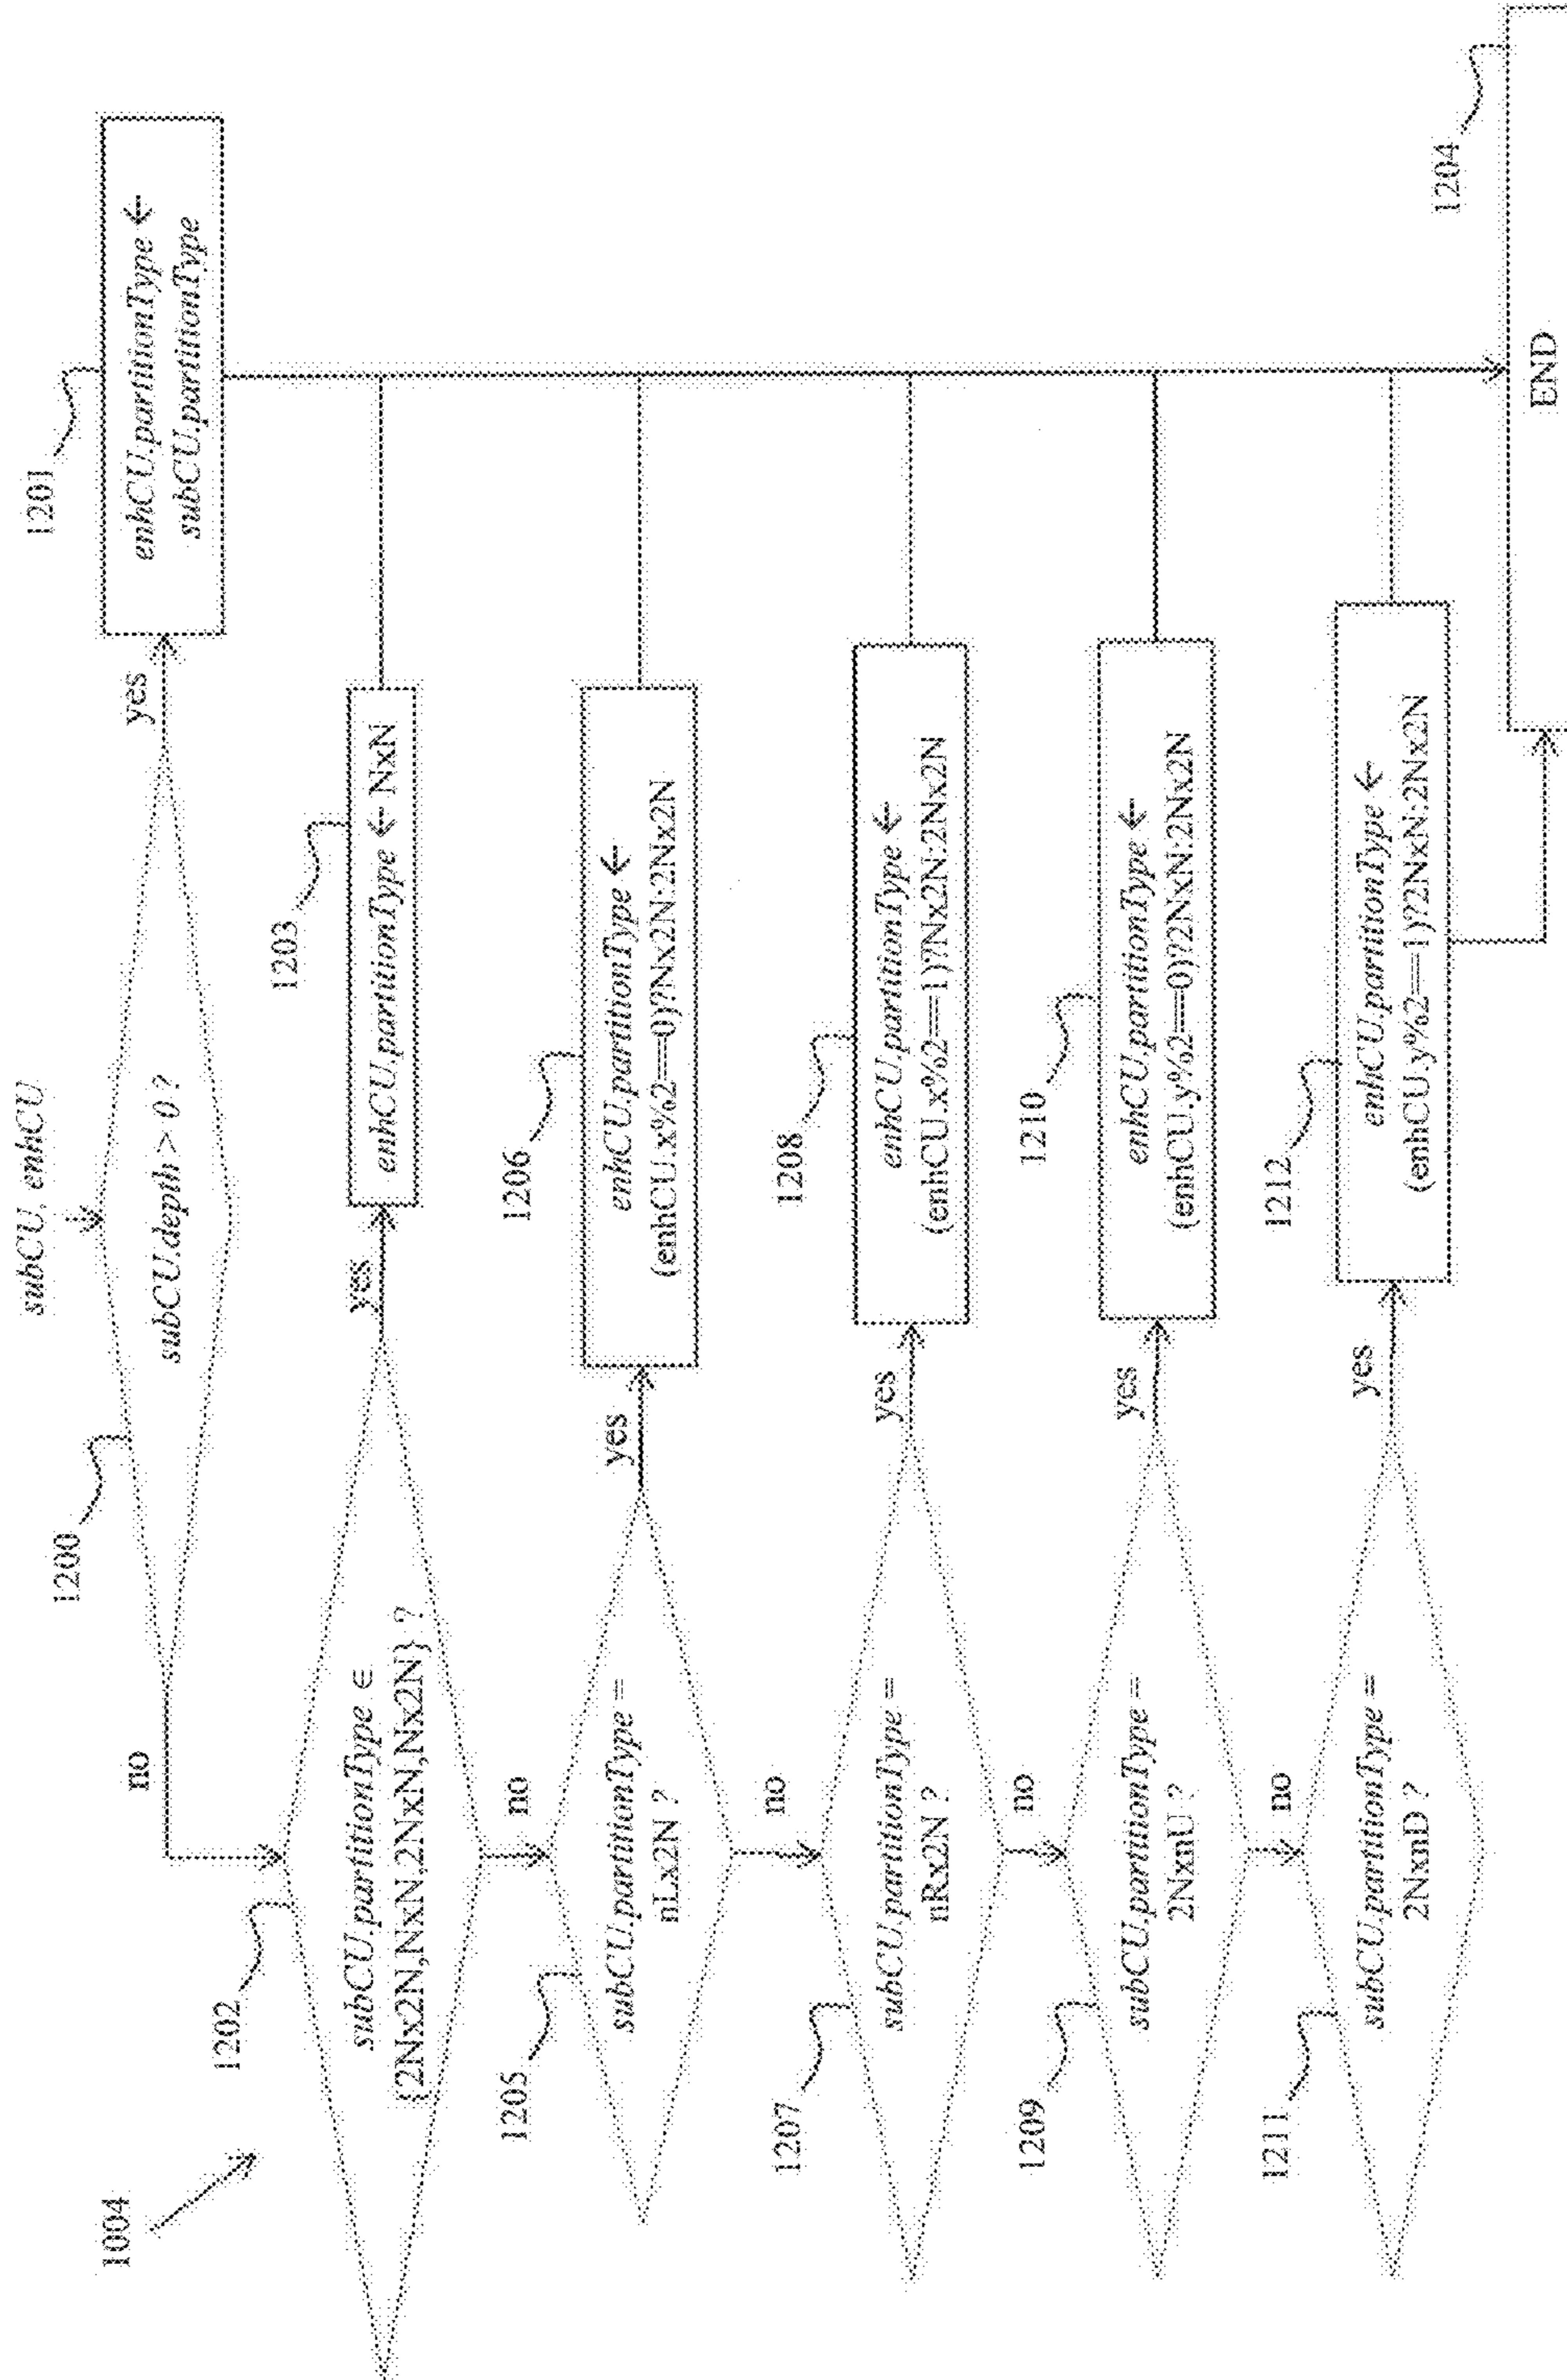 subCU, enhCU
1200
subCU.depth > 0 ?
yes
1201
enhCU.partitionType ←
subCU.partitionType
no
1004
1202
subCU.partitionType ∈
{2Nx2N,NxN,2NxN,Nx2N} ?
yes
1203
enhCU.partitionType ← NxN
no
1205
subCU.partitionType =
nLx2N ?
yes
1206
enhCU.partitionType ←
(enhCU.x%2==0)?Nx2N:2Nx2N
no
1207
subCU.partitionType =
nRx2N ?
yes
1208
enhCU.partitionType ←
(enhCU.x%2==1)?Nx2N:2Nx2N
no
1209
subCU.partitionType =
2NxnU ?
yes
1210
enhCU.partitionType ←
(enhCU.y%2==0)?2NxN:2Nx2N
no
1211
subCU.partitionType =
2NxnD ?
yes
1212
enhCU.partitionType ←
(enhCU.y%2==1)?2NxN:2Nx2N
1204
END